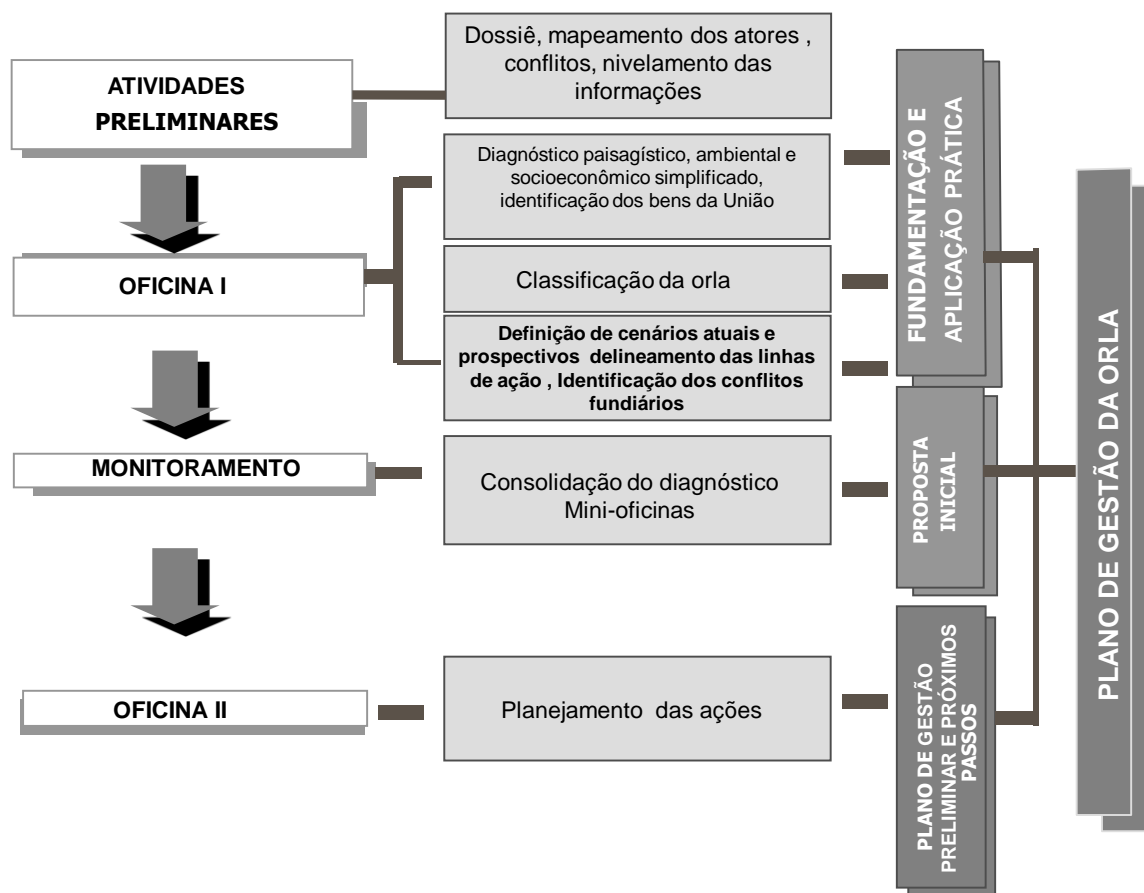 ATIVIDADES
PRELIMINARES
Dossiê, mapeamento dos atores ,
conflitos, nivelamento das
informações
OFICINA I
Diagnóstico paisagístico, ambiental e
socioeconômico simplificado,
identificação dos bens da União
Classificação da orla
Definição de cenários atuais e
prospectivos delineamento das linhas
de ação , Identificação dos conflitos
fundiários
MONITORAMENTO
Consolidação do diagnóstico
Mini-oficinas
OFICINA II
Planejamento das ações
FUNDAMENTAÇÃO E
APLICAÇÃO PRÁTICA
PROPOSTA
INICIAL
PLANO DE GESTÃO
PRELIMINAR E PRÓXIMOS
PASSOS
PLANO DE GESTÃO DA ORLA